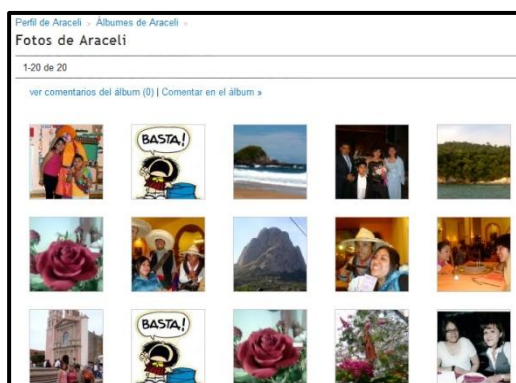 Perfil de Araceli » Álbumes de Araceli »
Fotos de Araceli
1-20 de 20
ver comentarios del álbum (0) | Comentar en el álbum »
BASTA!
BASTA!